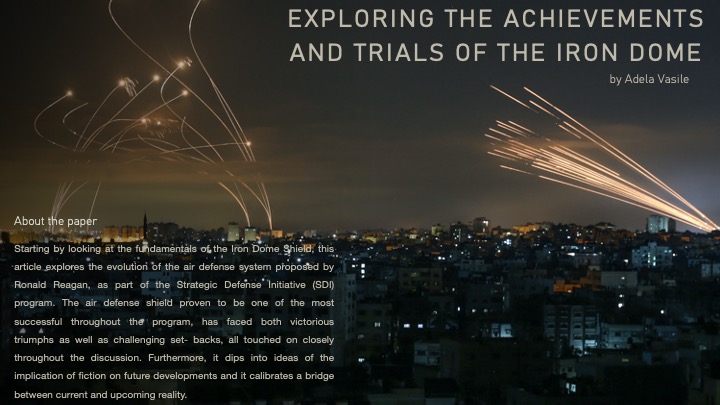 EXPLORING THE ACHIEVEMENTS
AND TRIALS OF THE IRON DOME
by Adela Vasile
About the paper
Starting by looking at the fundamentals of the Iron Dome Shield, this
article explores the evolution of the air defense system proposed by
Ronald Reagan, as part of the Strategic Defense Initiative (SDI)
program. The air defense shield proven to be one of the most
successful throughout the program, has faced both victorious
triumphs as well as challenging set- backs, all touched on closely
throughout the discussion. Furthermore, it dips into ideas of the
implication of fiction on future developments and it calibrates a bridge
between current and upcoming reality.